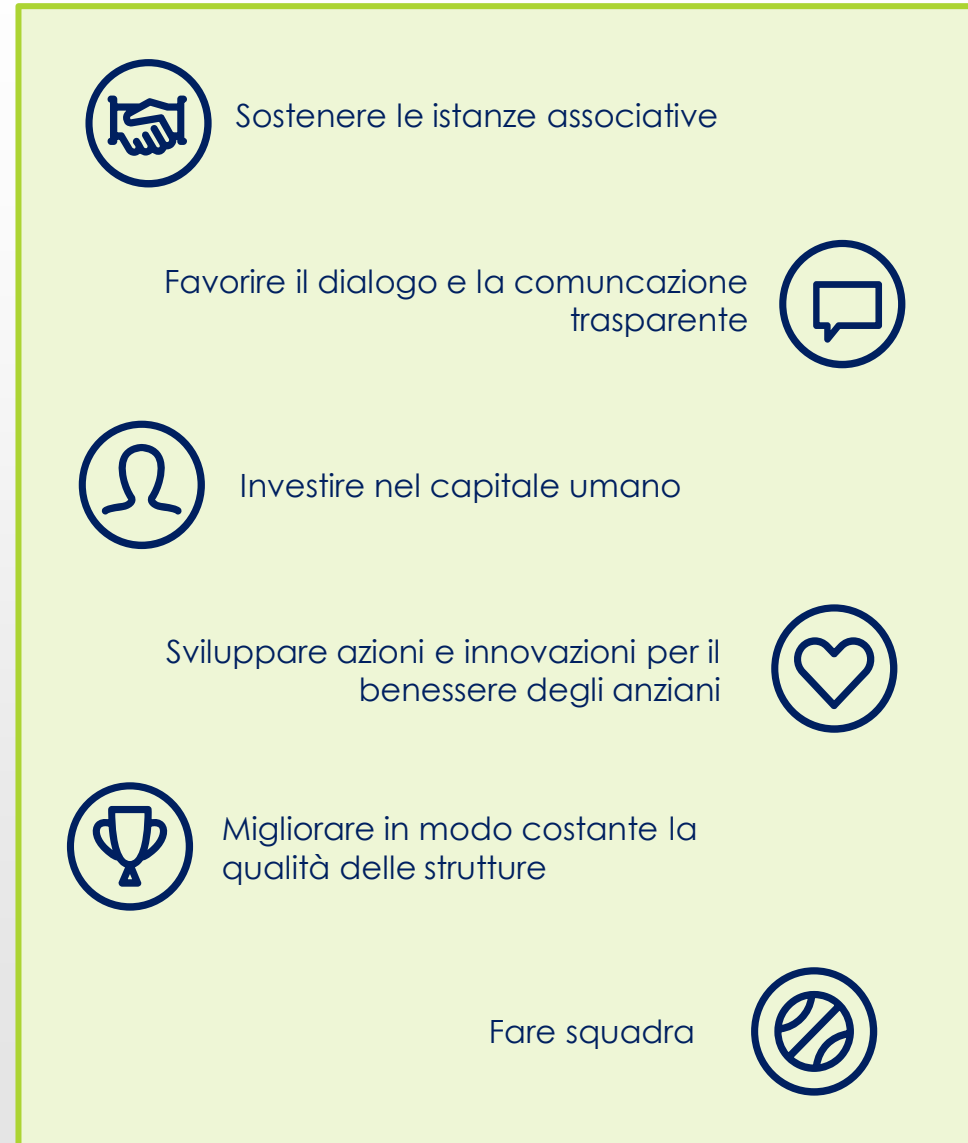 Sostenere le istanze associative
Favorire il dialogo e la comuncazione
trasparente
Investire nel capitale umano
Sviluppare azioni e innovazioni per il
benessere degli anziani
Migliorare in modo costante la
qualità delle strutture
Fare squadra